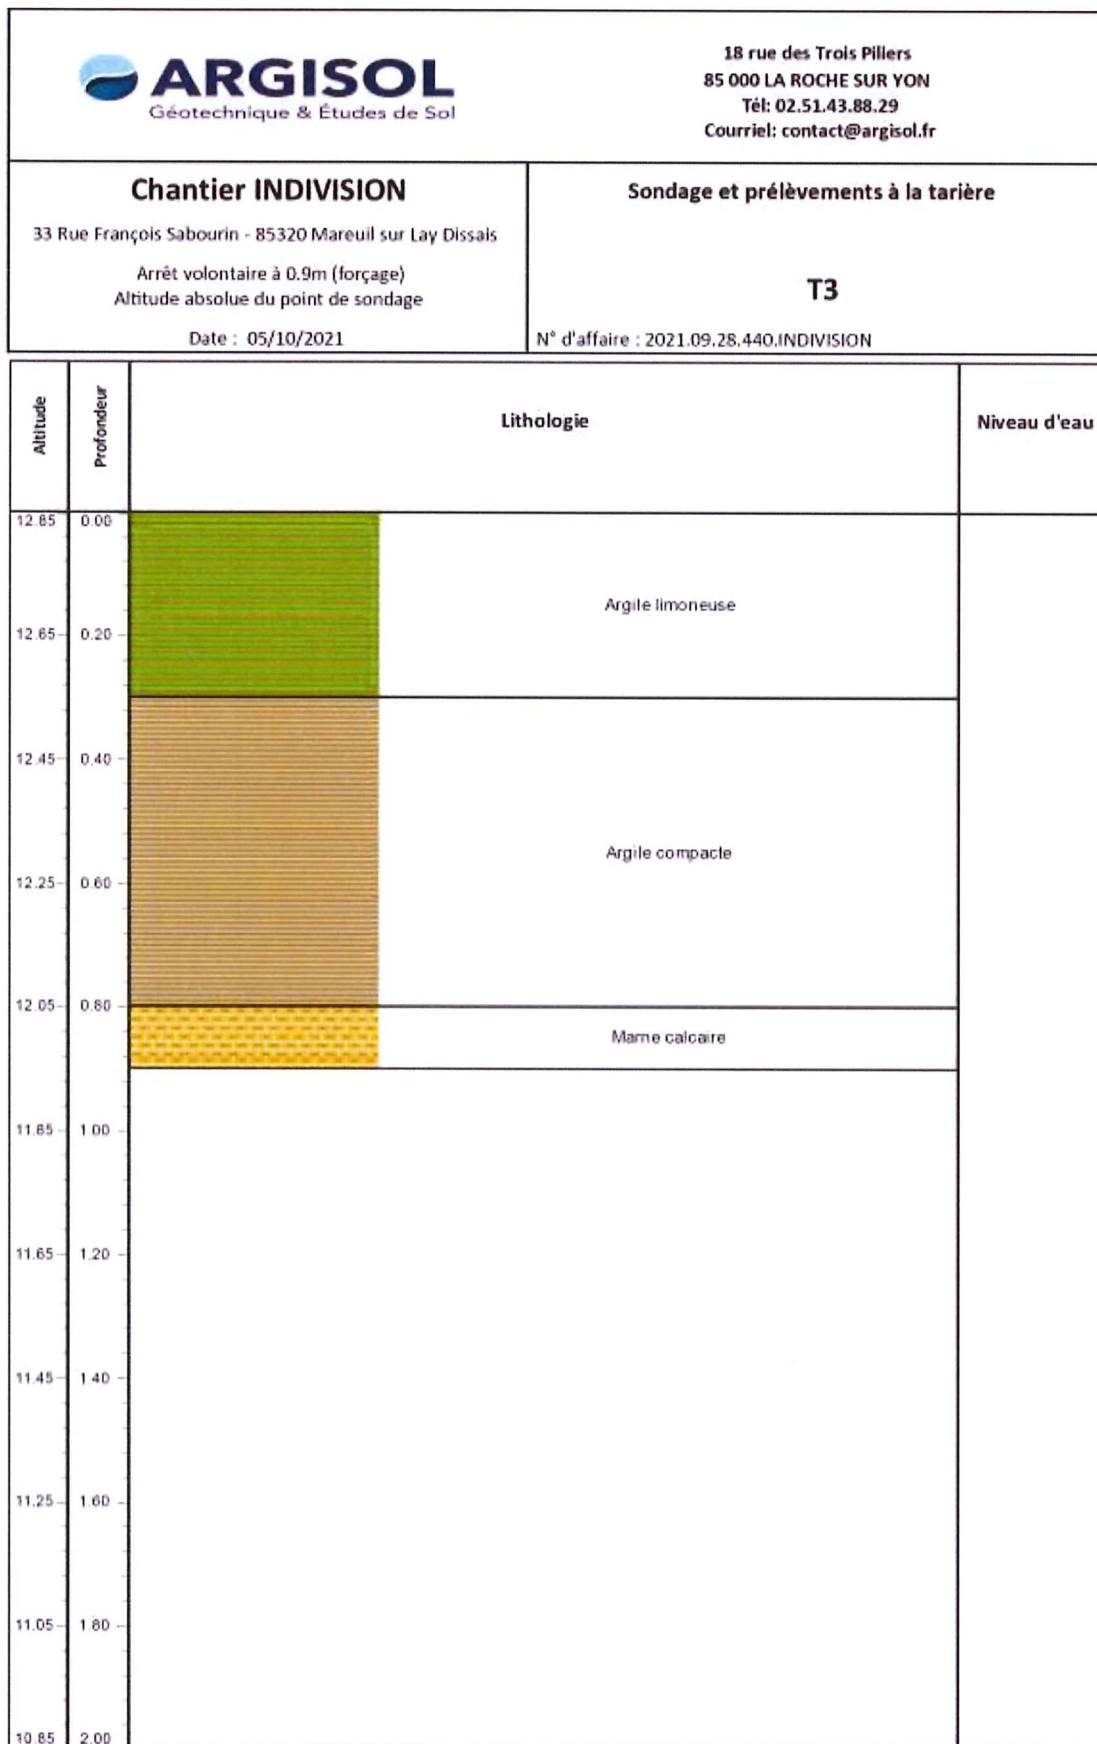 ARGISOL
Géotechnique & Études de Sol
18 rue des Trois Piliers
85 000 LA ROCHE SUR YON
Tél: 02.51.43.88.29
Courriel: contact@argisol.fr
Chantier INDIVISION
33 Rue François Sabourin - 85320 Mareuil sur Lay Dissais
Arrêt volontaire à 0.9m (forçage)
Altitude absolue du point de sondage
Date : 05/10/2021
Sondage et prélèvements à la tarière
T3
N° d'affaire : 2021.09.28.440.INDIVISION
Altitude
Profondeur
Lithologie
Niveau d'eau
12.85 0.00
Argile limoneuse
12.65 0.20
12.45 0.40
Argile compacte
12.25 0.60
12.05 0.80
Marne calcaire
11.85 1.00
11.65 1.20
11.45 1.40
11.25 1.60
11.05 1.80
10.85 2.00